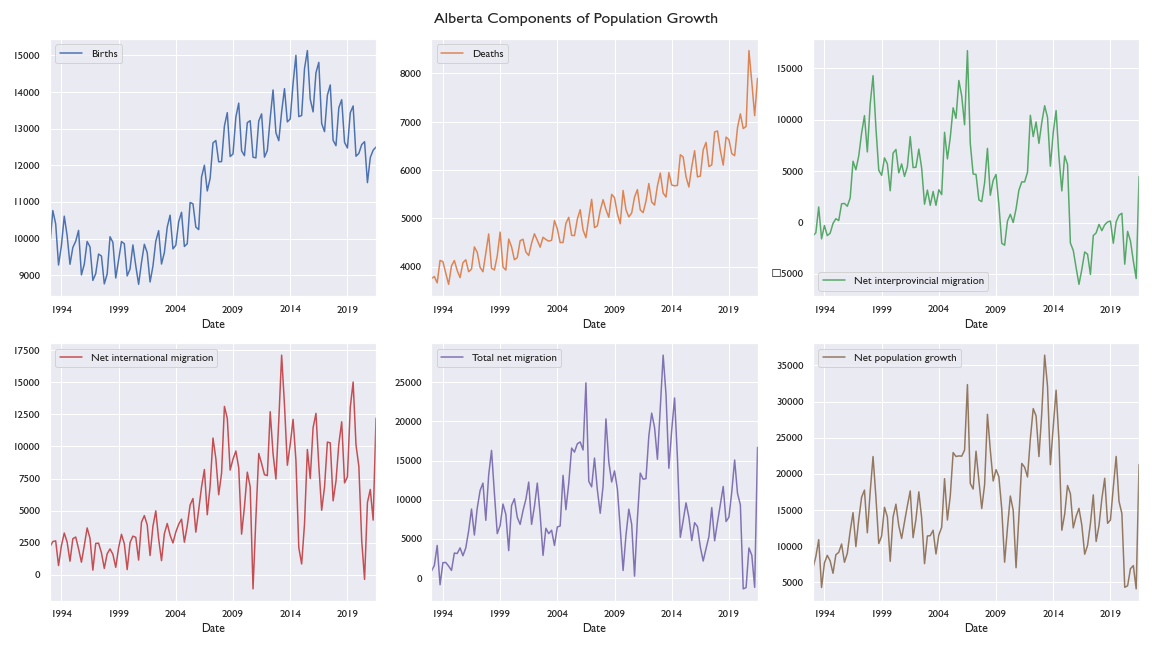 Alberta Components of Population Growth
Births
15000
14000
13000
12000
11000
10000
9000
1994 1999 2004 2009 2014 2019
Date
Deaths
8000
7000
6000
5000
4000
1994 1999 2004 2009 2014 2019
Date
15000
10000
5000
0
□5000
Net interprovincial migration
1994 1999 2004 2009 2014 2019
Date
Net international migration
17500
15000
12500
10000
7500
5000
2500
0
1994 1999 2004 2009 2014 2019
Date
Total net migration
25000
20000
15000
10000
5000
0
1994 1999 2004 2009 2014 2019
Date
Net population growth
35000
30000
25000
20000
15000
10000
5000
1994 1999 2004 2009 2014 2019
Date